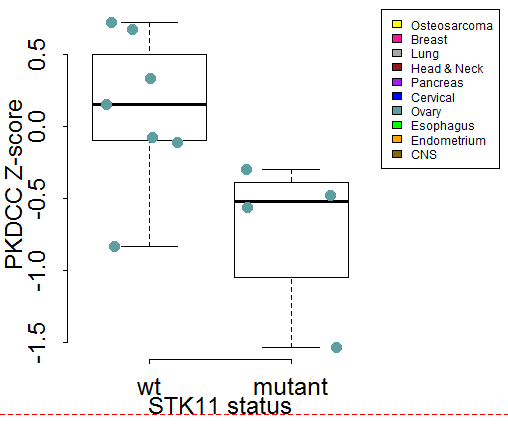 PKDCC Z-score
0.5
0.0
-0.5
-1.0
-1.5
wt
mutant
STK11 status
Osteosarcoma
Breast
Lung
Head & Neck
Pancreas
Cervical
Ovary
Esophagus
Endometrium
CNS